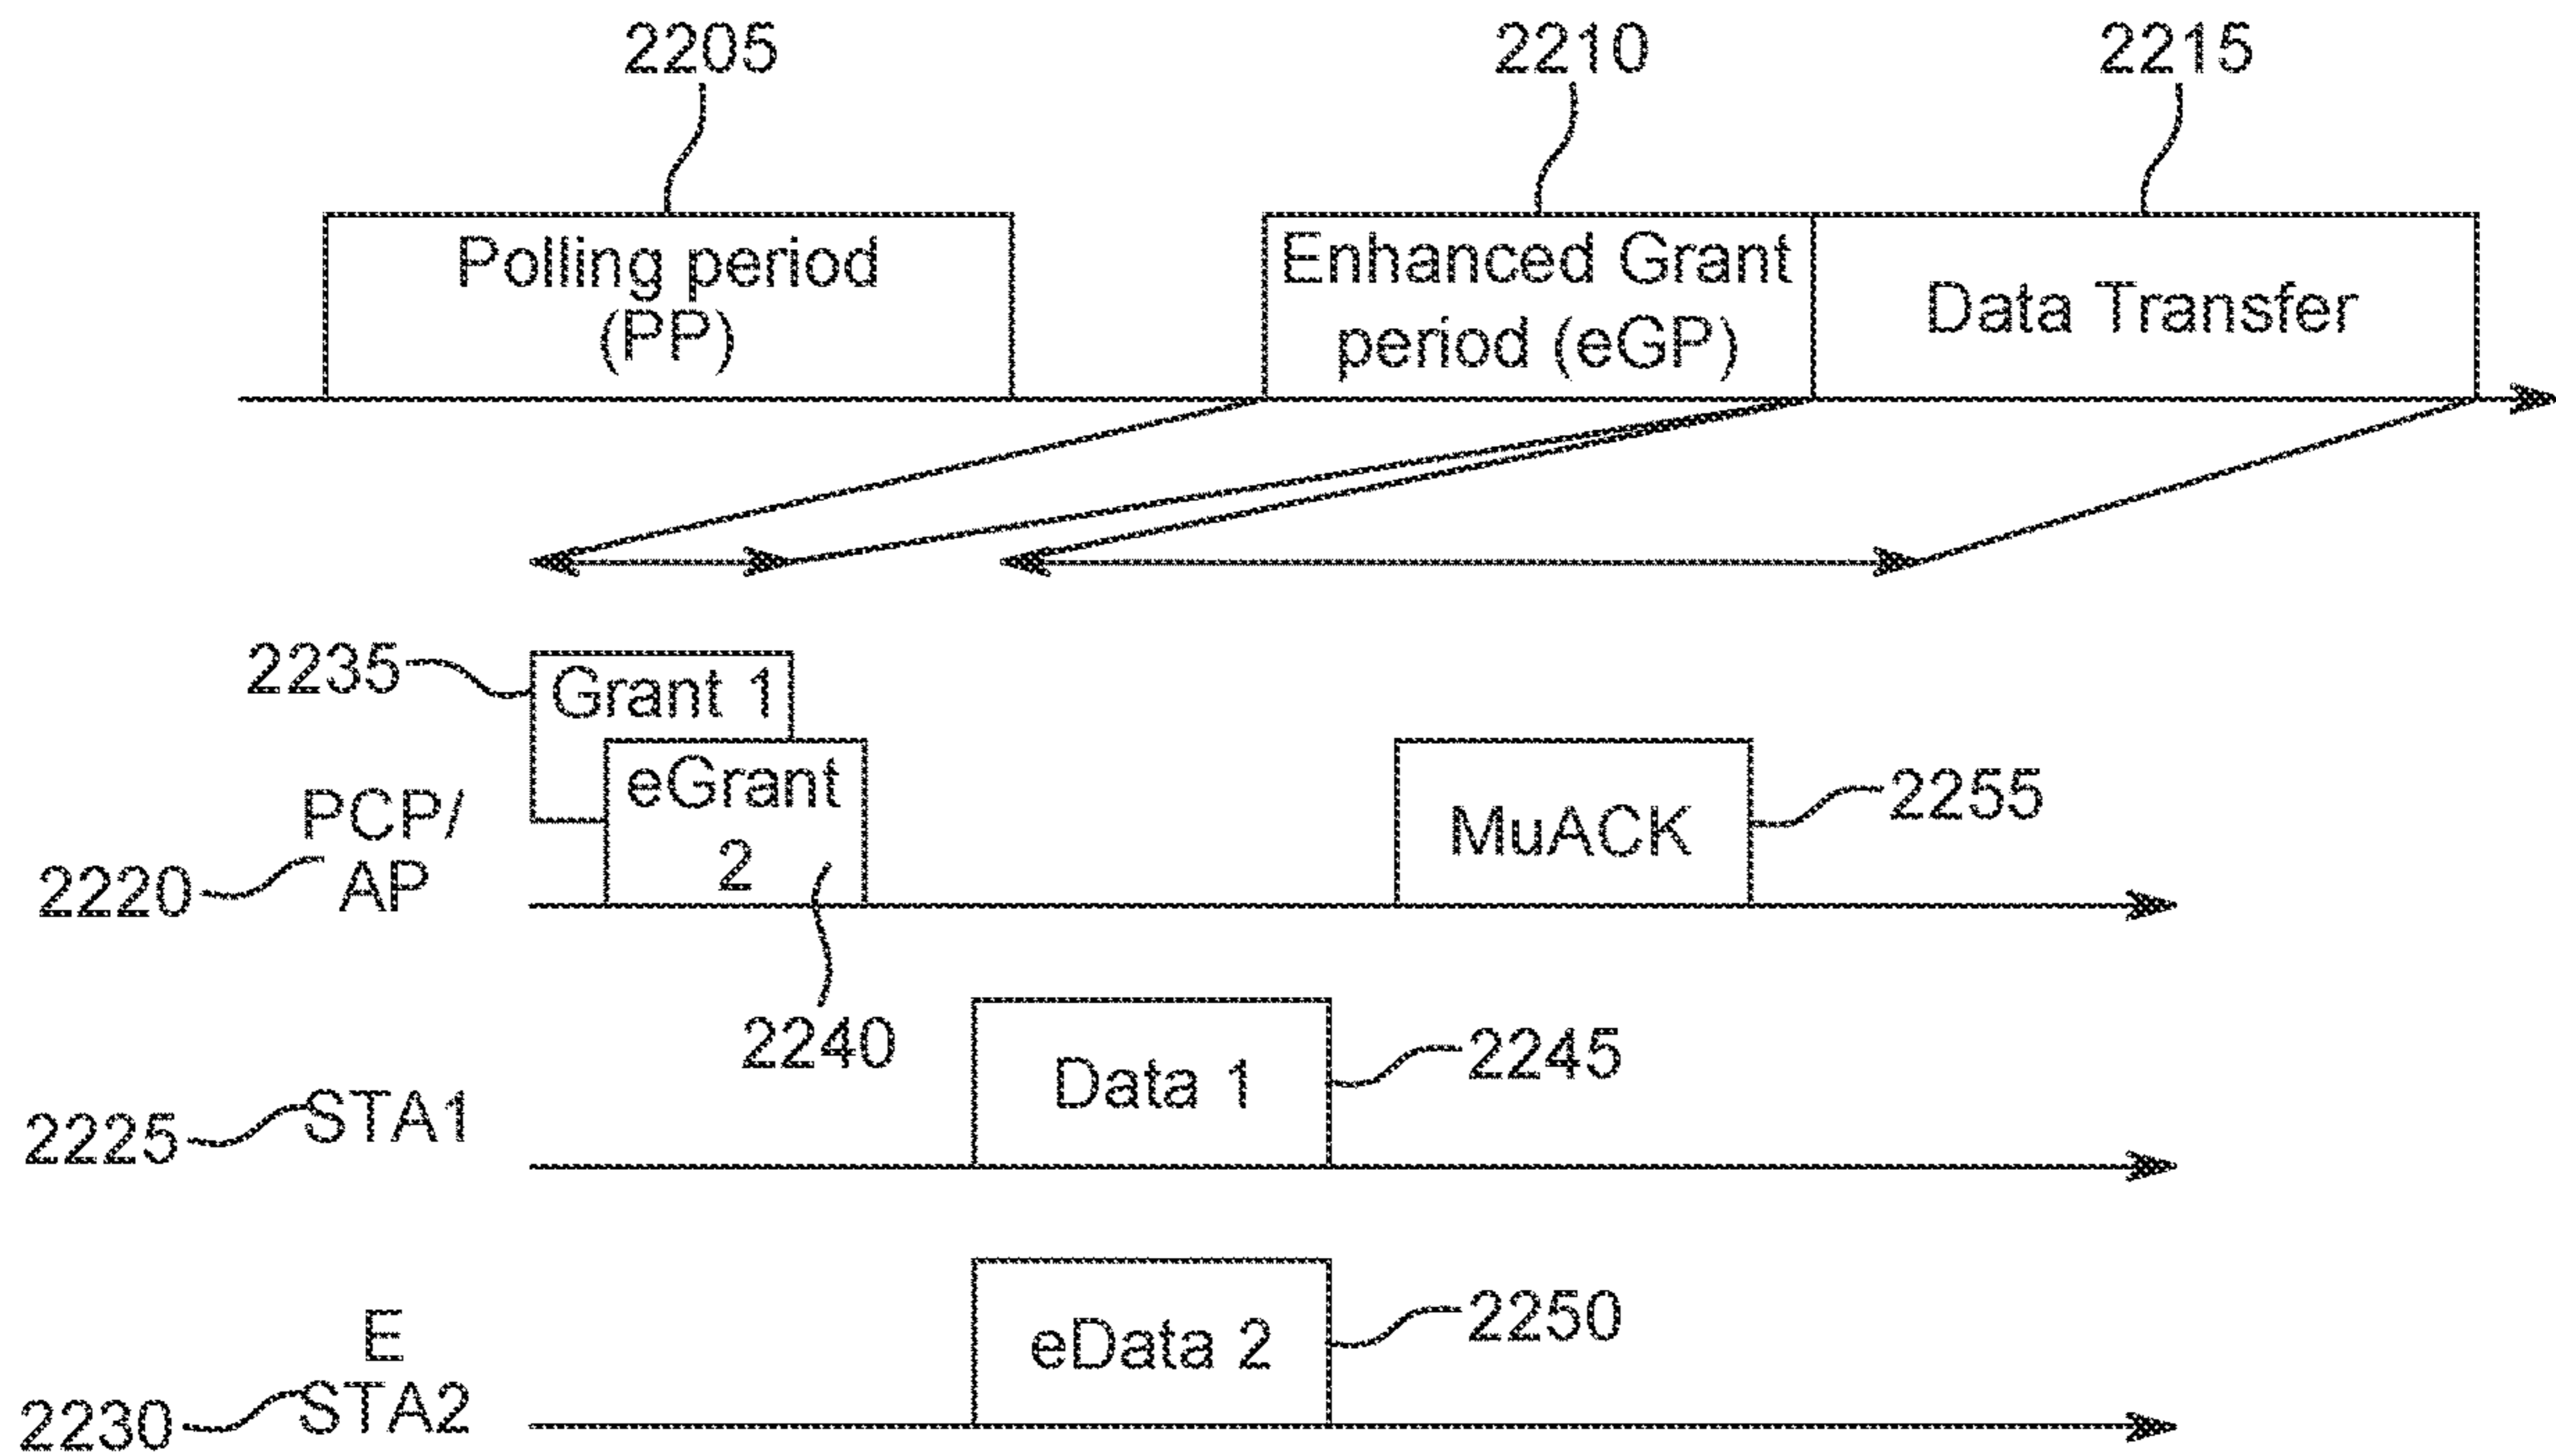 2205
2210
2215
Polling period
(PP)
Enhanced Grant
period (eGP)
Data Transfer
2235
Grant 1
eGrant
2
PCP/
AP
2220
MuACK
2255
2240
Data 1
2245
STA1
2225
eData 2
2250
E
STA2
2230